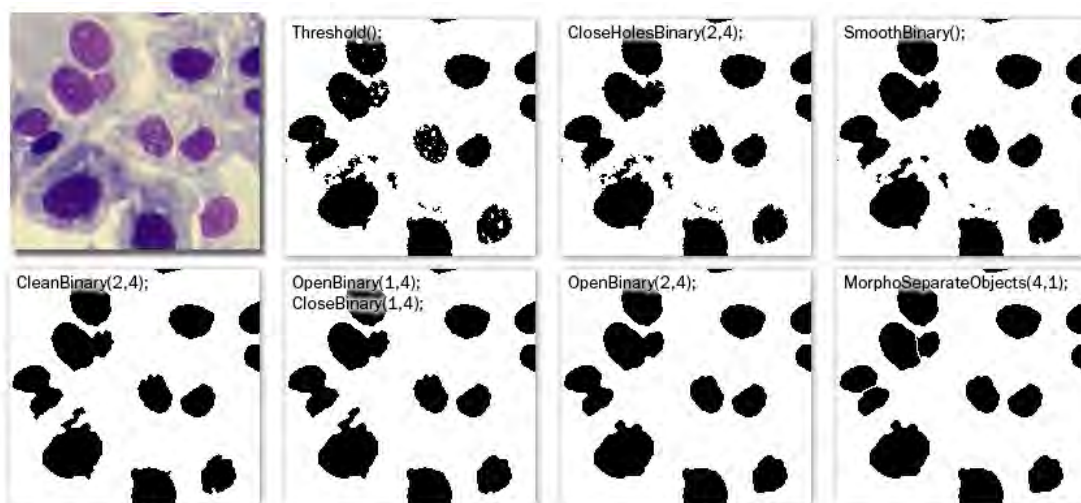 Threshold();
CloseHolesBinary(2,4);
SmoothBinary();
CleanBinary(2,4);
OpenBinary(1,4);
CloseBinary(1,4);
OpenBinary(2,4);
MorphoSeparateObjects(4,1);